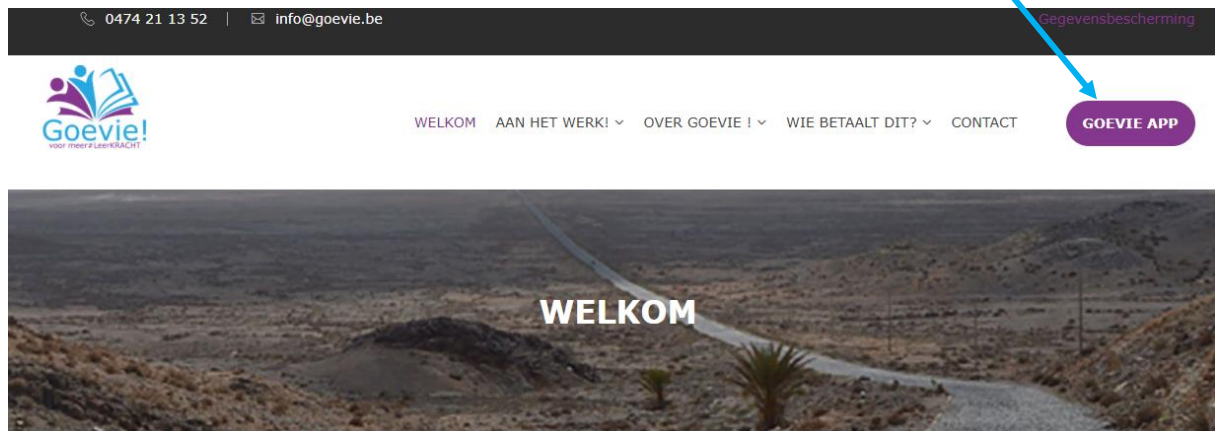 0474 21 13 52 | info@goevie.be Gegevensbescherming
Goevie!
voor meer#LeerKRACHT
WELKOM AAN HET WERK! OVER GOEVIE ! WIE BETAALT DIT? CONTACT GOEVIE APP
WELKOM